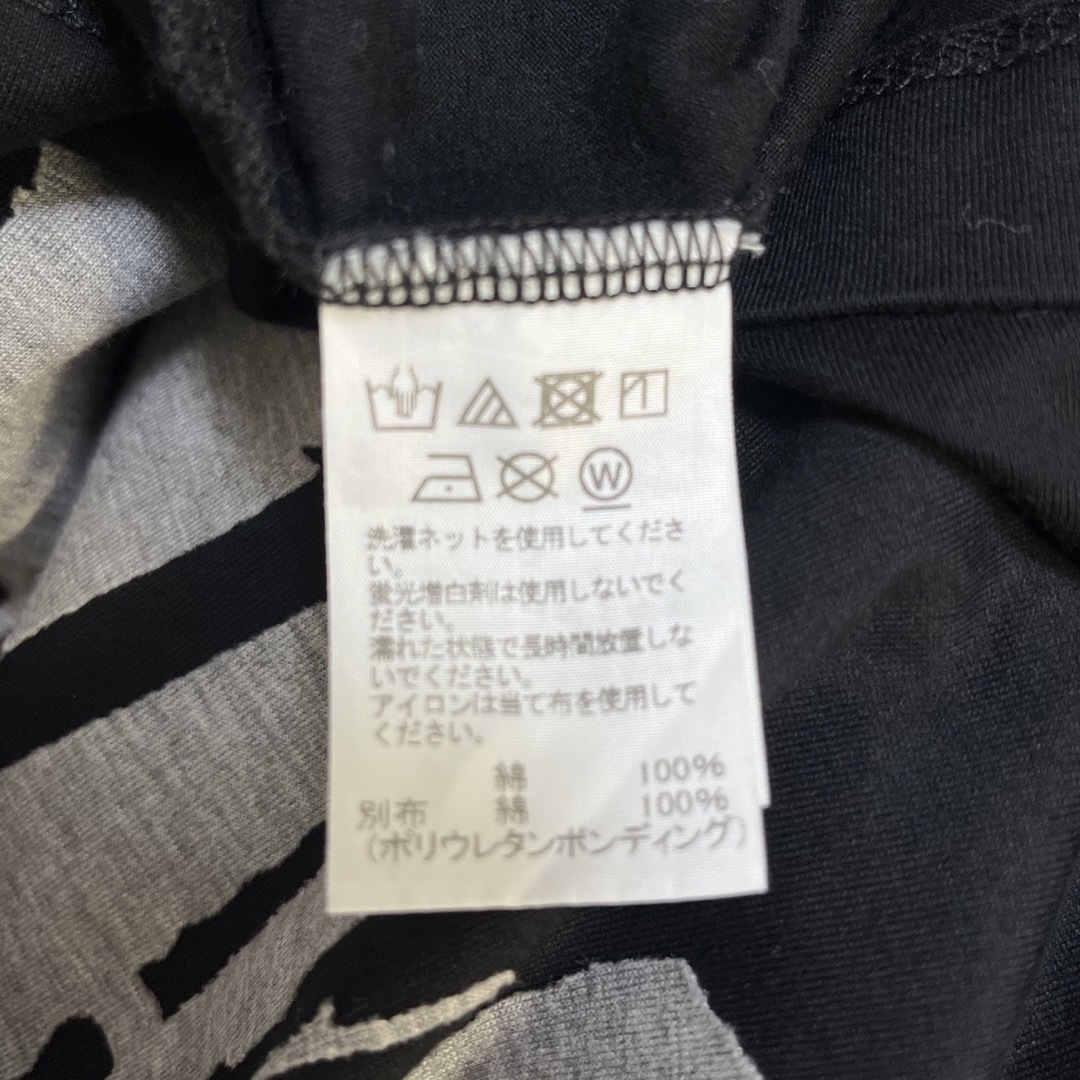 W
洗濯ネットを使用してくださ
い。
蛍光増白剤は使用しないでく
ださい。
濡れた状態で長時間放置しな
いでください。
アイロンは当て布を使用して
ください。
綿 100%
別布 綿 100%
(ポリウレタンボンディング)